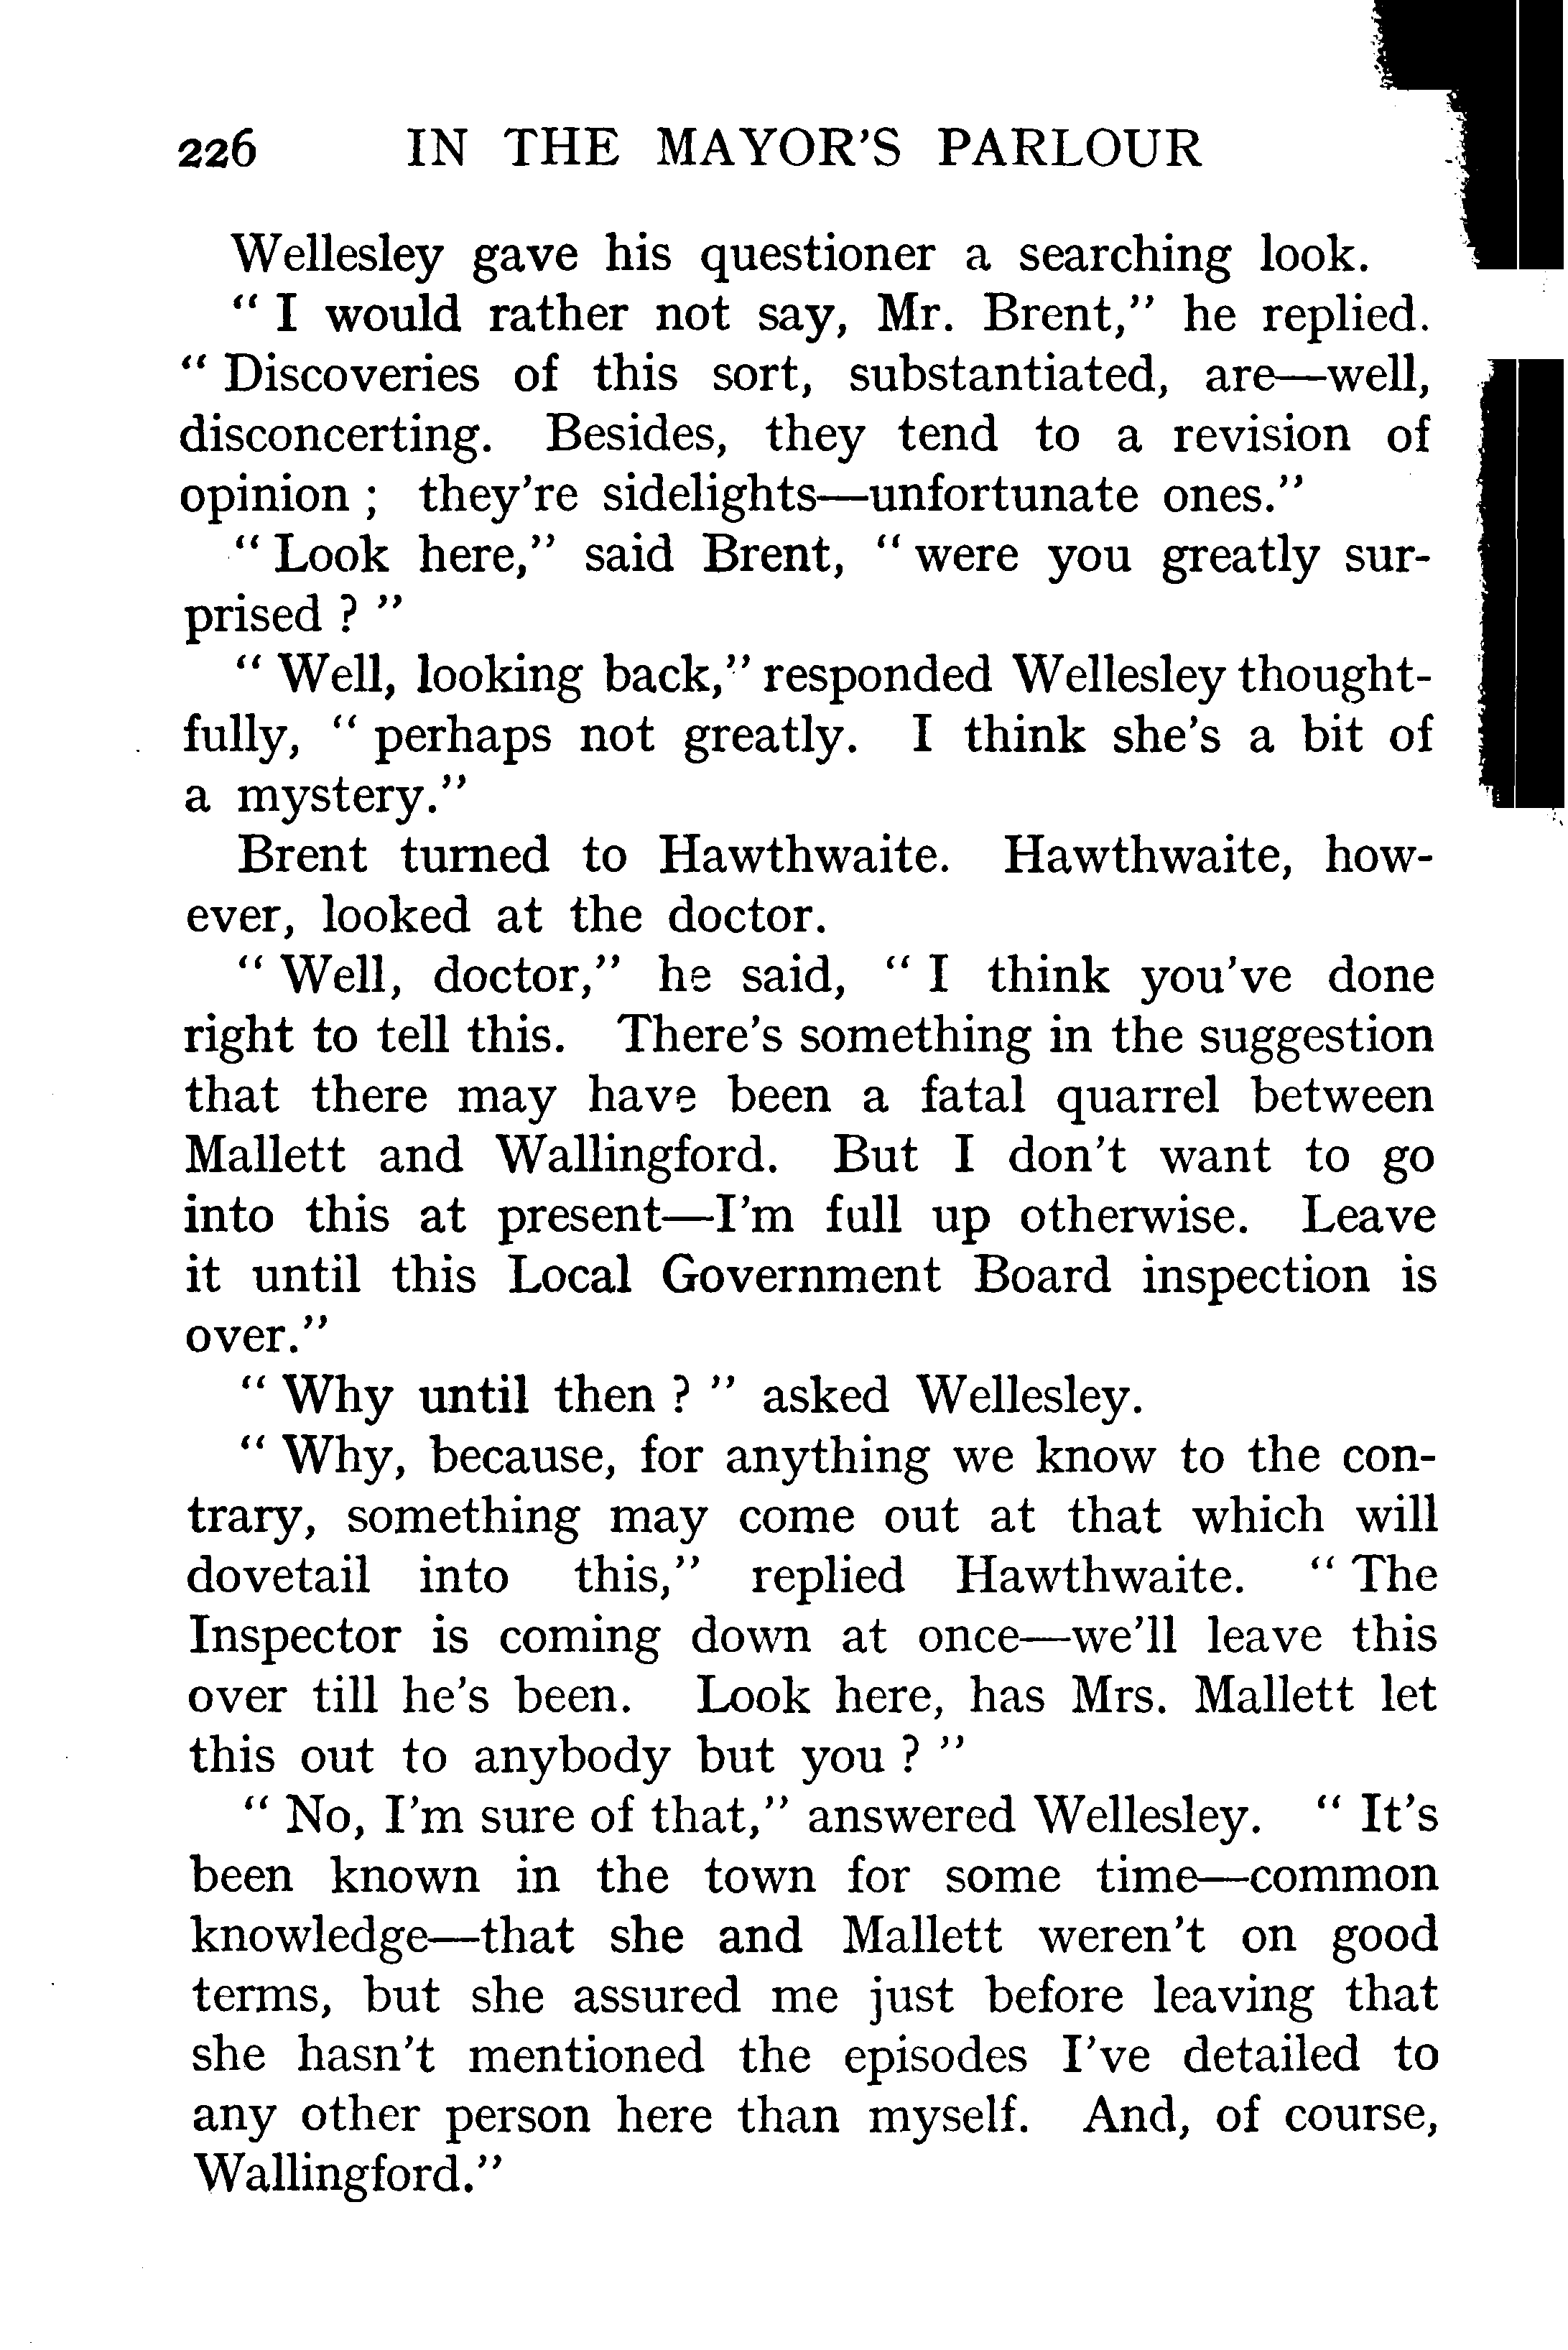 226 IN THE MAYOR'S PARLOUR
Wellesley gave his questioner a searching look.
" I would rather not say, Mr. Brent," he replied.
" Discoveries of this sort, substantiated, are—well,
disconcerting. Besides, they tend to a revision of
opinion ; they're sidelights—unfortunate ones."
" Look here," said Brent, " were you greatly sur-
prised ? "
" Well, looking back," responded Wellesley thought-
fully, " perhaps not greatly. I think she's a bit of
a mystery."
Brent turned to Hawthwaite. Hawthwaite, how-
ever, looked at the doctor.
" Well, doctor," he said, " I think you've done
right to tell this. There's something in the suggestion
that there may have been a fatal quarrel between
Mallett and Wallingford. But I don't want to go
into this at present—I'm full up otherwise. Leave
it until this Local Government Board inspection is
over."
" Why until then ? " asked Wellesley.
" Why, because, for anything we know to the con-
trary, something may come out at that which will
dovetail into this," replied Hawthwaite. " The
Inspector is coming down at once—we'll leave this
over till he's been. Look here, has Mrs. Mallett let
this out to anybody but you ? "
" No, I'm sure of that," answered Wellesley. " It's
been known in the town for some time—common
knowledge—that she and Mallett weren't on good
terms, but she assured me just before leaving that
she hasn't mentioned the episodes I've detailed to
any other person here than myself. And, of course,
Wallingford."